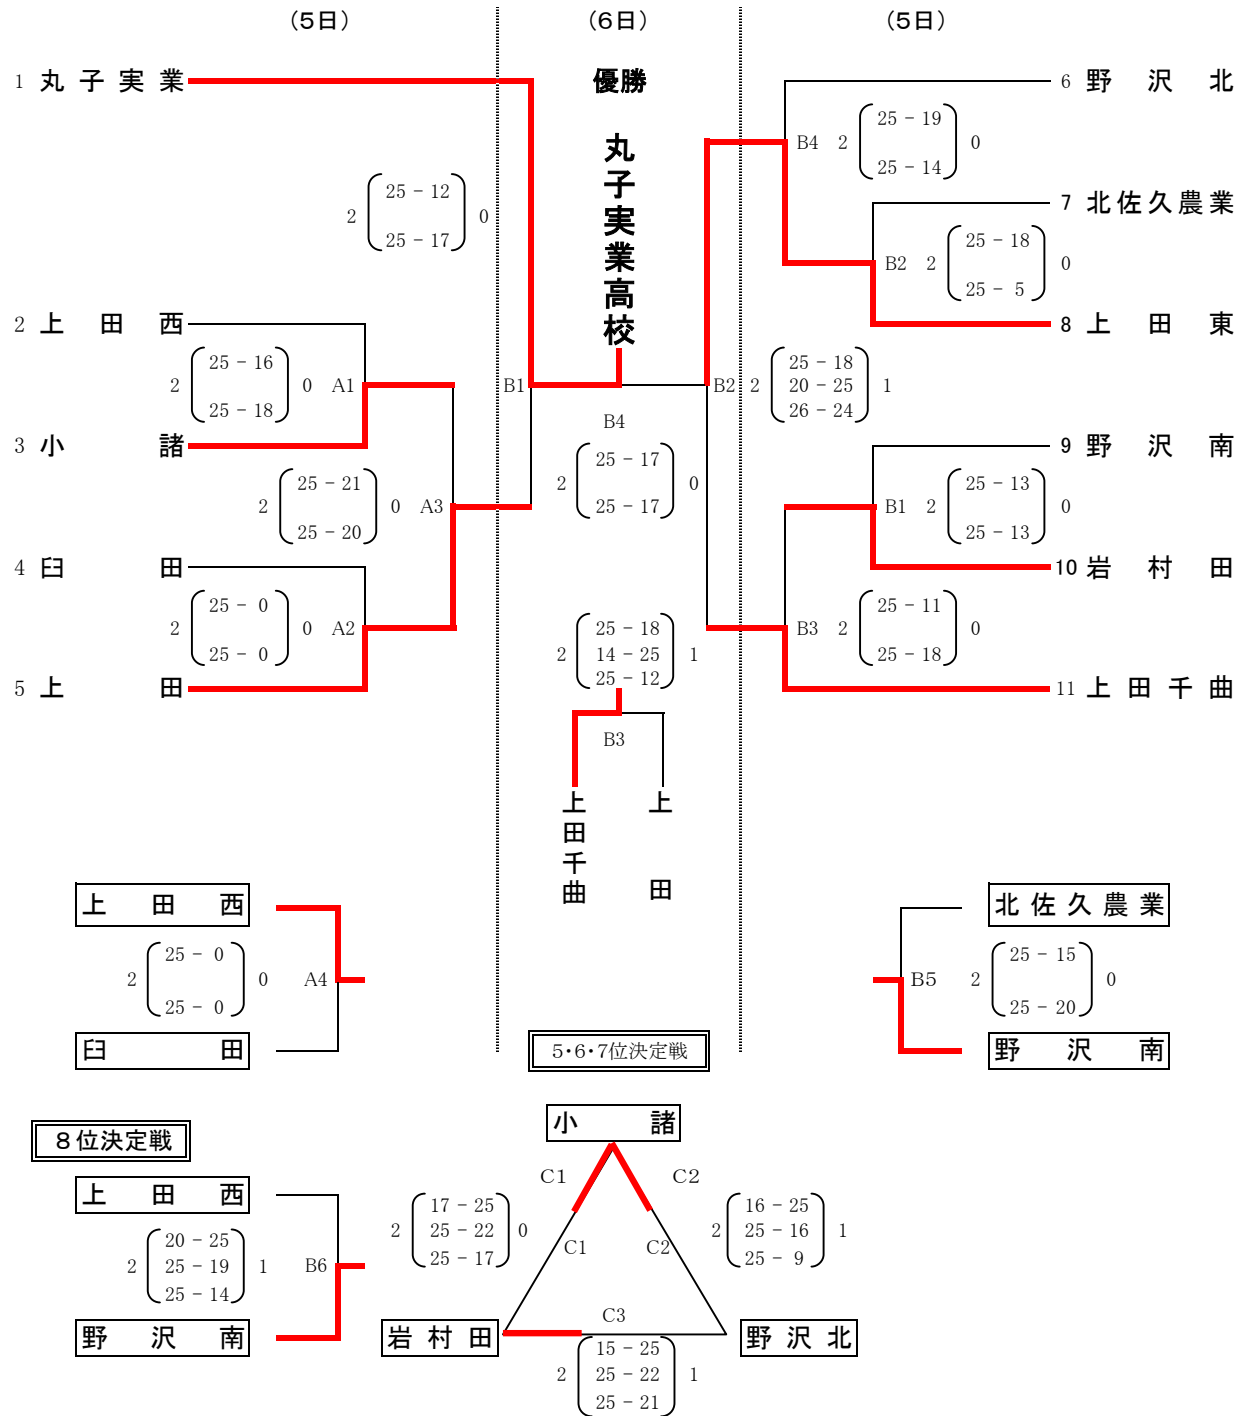 （5日）
（6日）
（5日）
1 丸子実業
優勝
丸子実業高校
6 野沢北
B4 2 25－19 0
25－14
7 北佐久農業
2 25－12 0
25－17
B2 2 25－18 0
25－5
2 上田西
8 上田東
2 25－16 0 A1
25－18
B1
B2 2 25－18 1
20－25
26－24
B4
3 小諸
9 野沢南
2 25－21 0 A3
25－20
2 25－17 0
25－17
B1 2 25－13 0
25－13
4 臼田
10 岩村田
2 25－0 0 A2
25－0
2 25－18 1
14－25
25－12
B3 2 25－11 0
25－18
5 上田
11 上田千曲
B3
上田千曲
上田
上田西
2 25－0 0 A4
25－0
臼田
北佐久農業
B5 2 25－15 0
25－20
野沢南
5・6・7位決定戦
8位決定戦
小諸
上田西
2 20－25 1 B6
25－19
25－14
野沢南
C1
C2
2 17－25 0
25－22
25－17
C1
C2
2 16－25 1
25－16
25－9
C3
岩村田
野沢北
2 15－25 1
25－22
25－21